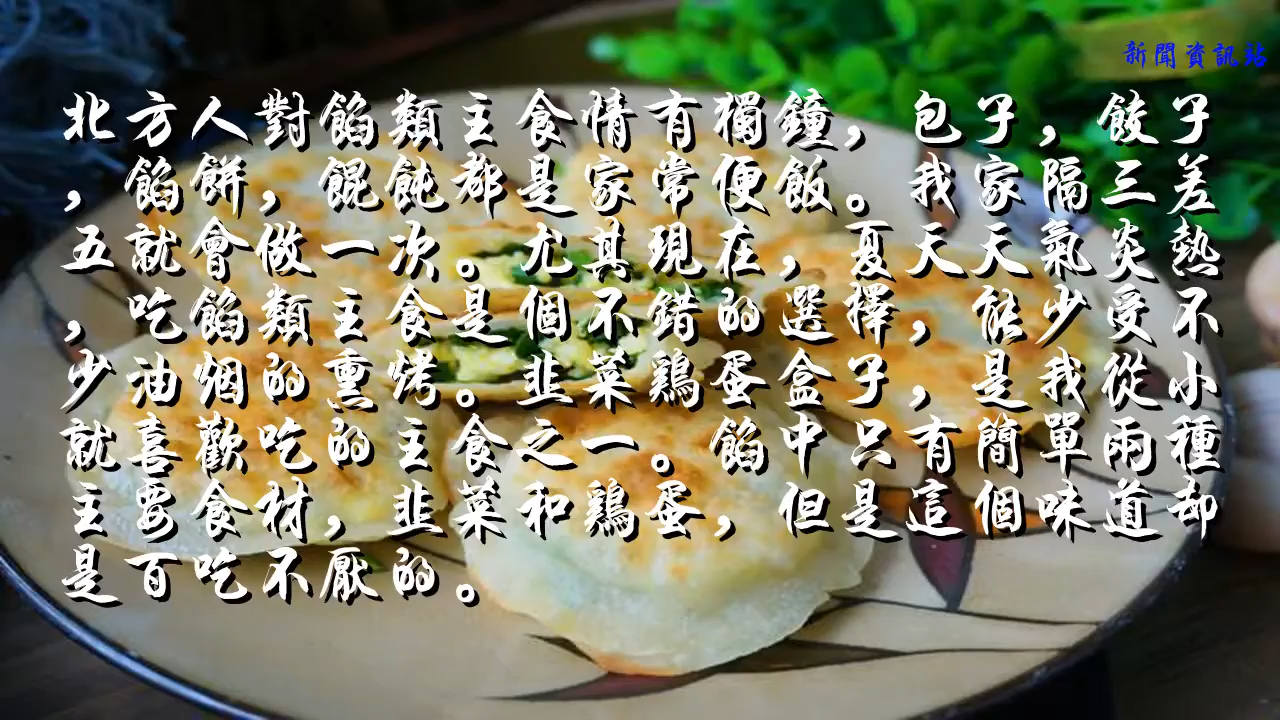 新聞資訊站
北方人對餡類主食情有獨鐘，包子，餃子
，餡餅，餛飩都是家常便飯。我家隔三差
五就會做一次。尤其現在，夏天天氣炎熱
，吃餡類主食是個不錯的選擇，能少受不
少油烟的熏烤。韭菜鷄蛋盒子，是我從小
就喜歡吃的主食之一。餡中只有簡單兩種
主要食材，韭菜和鷄蛋，但是這個味道却
是百吃不厭的。